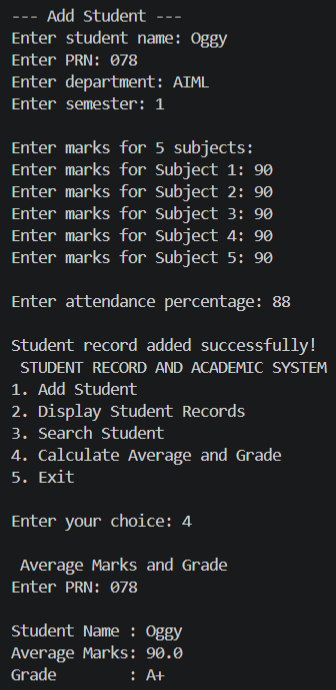 --- Add Student ---
Enter student name: Oggy
Enter PRN: 078
Enter department: AIML
Enter semester: 1

Enter marks for 5 subjects:
Enter marks for Subject 1: 90
Enter marks for Subject 2: 90
Enter marks for Subject 3: 90
Enter marks for Subject 4: 90
Enter marks for Subject 5: 90

Enter attendance percentage: 88

Student record added successfully!
 STUDENT RECORD AND ACADEMIC SYSTEM
1. Add Student
2. Display Student Records
3. Search Student
4. Calculate Average and Grade
5. Exit

Enter your choice: 4

 Average Marks and Grade
Enter PRN: 078

Student Name : Oggy
Average Marks: 90.0
Grade        : A+